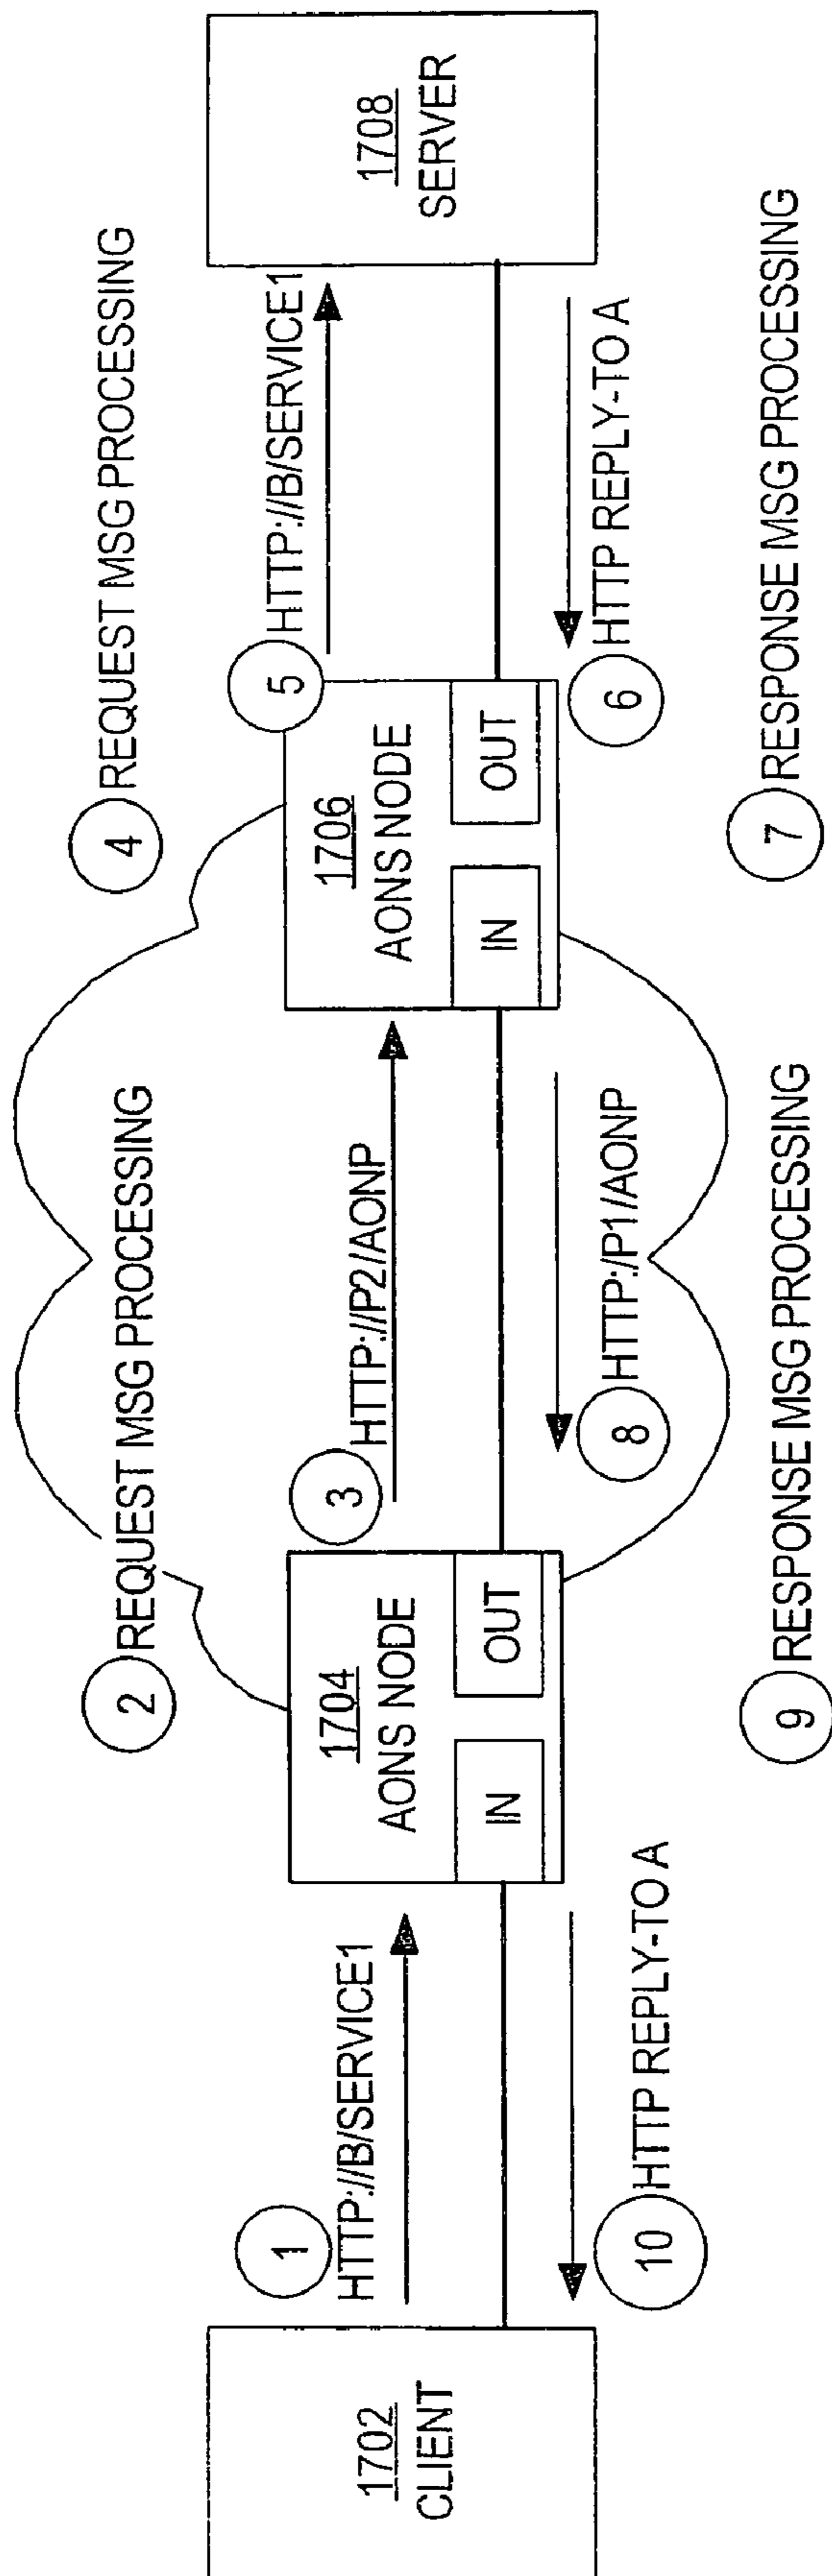 1702
CLIENT
1
HTTP://B/SERVICE1
10
HTTP REPLY-TO A
2
REQUEST MSG PROCESSING
1704
AONS NODE
IN
OUT
9
RESPONSE MSG PROCESSING
3
HTTP://P2/AONP
8
HTTP:/P1/AONP
4
REQUEST MSG PROCESSING
1706
AONS NODE
IN
OUT
7
RESPONSE MSG PROCESSING
5
HTTP://B/SERVICE1
6
HTTP REPLY-TO A
1708
SERVER